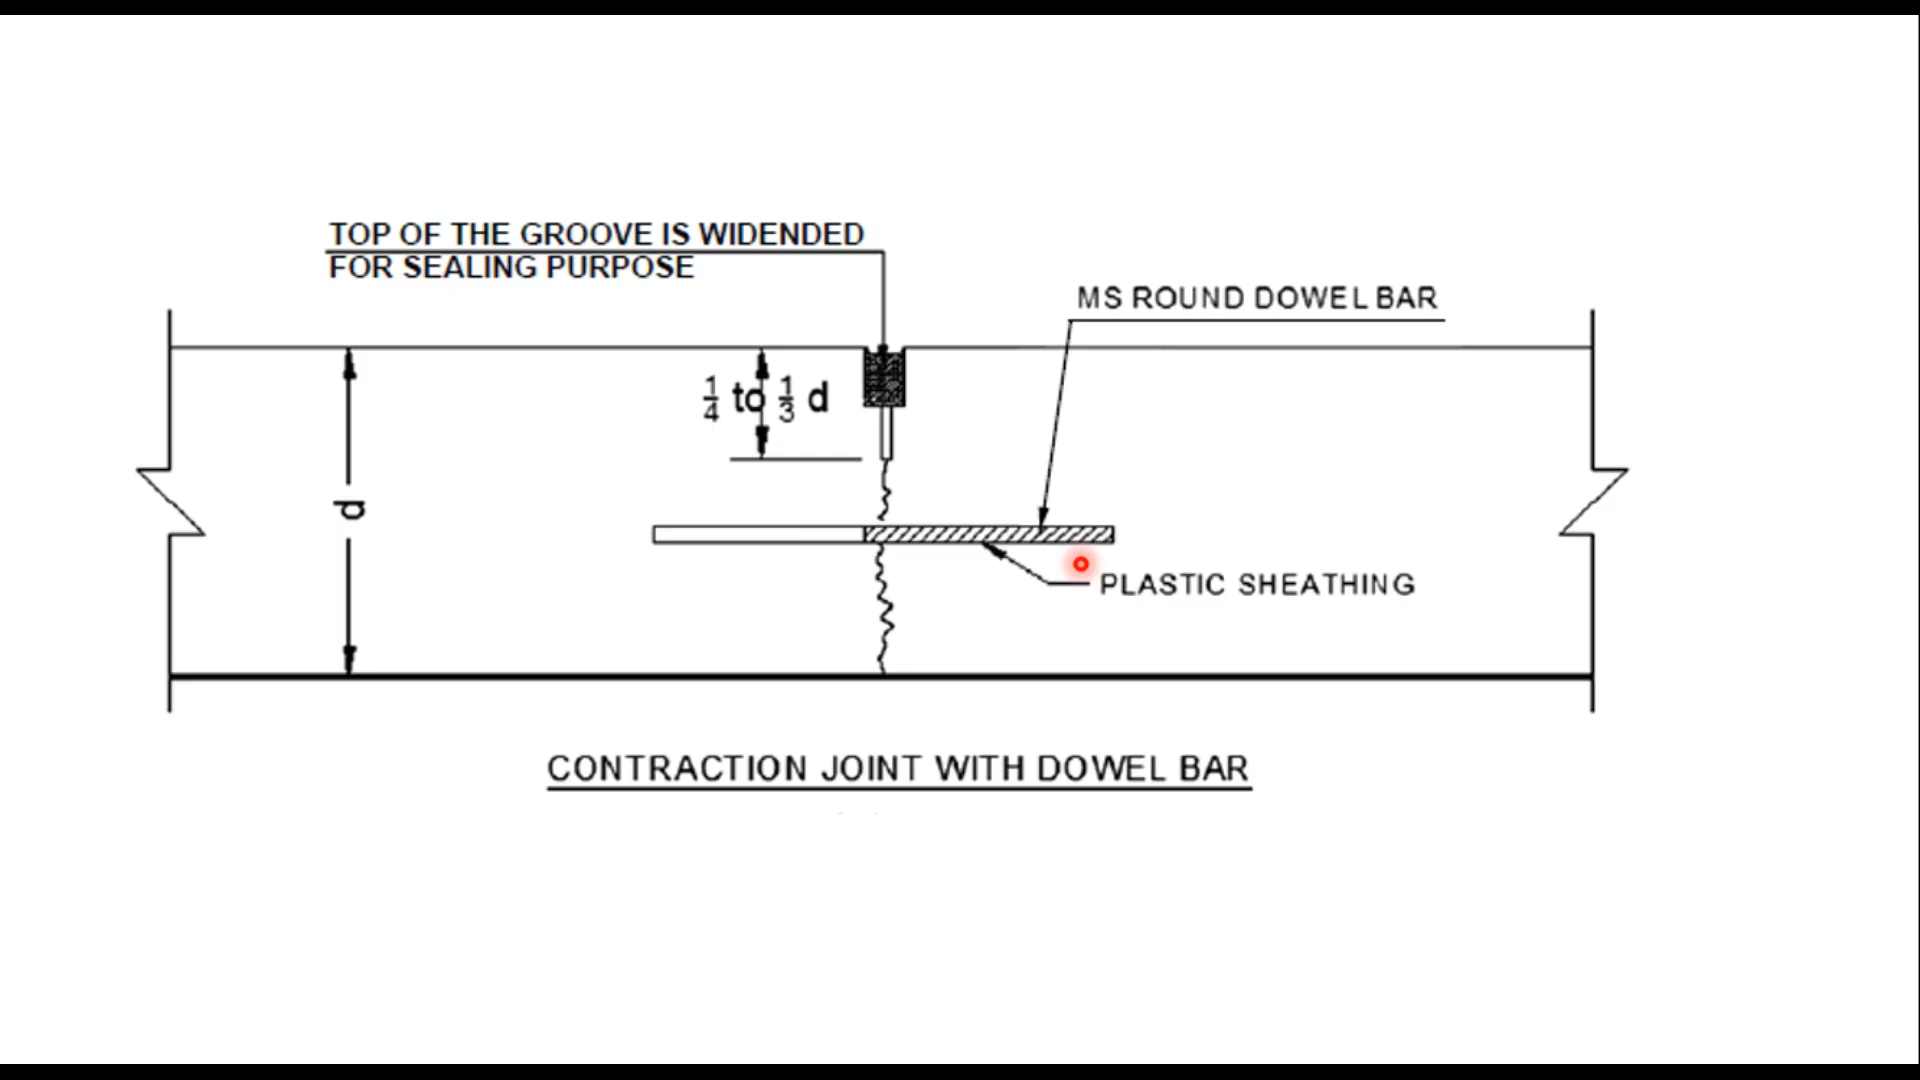 TOP OF THE GROOVE IS WIDENDED
FOR SEALING PURPOSE
MS ROUND DOWEL BAR
1/4 to 1/3 d
d
PLASTIC SHEATHING
CONTRACTION JOINT WITH DOWEL BAR